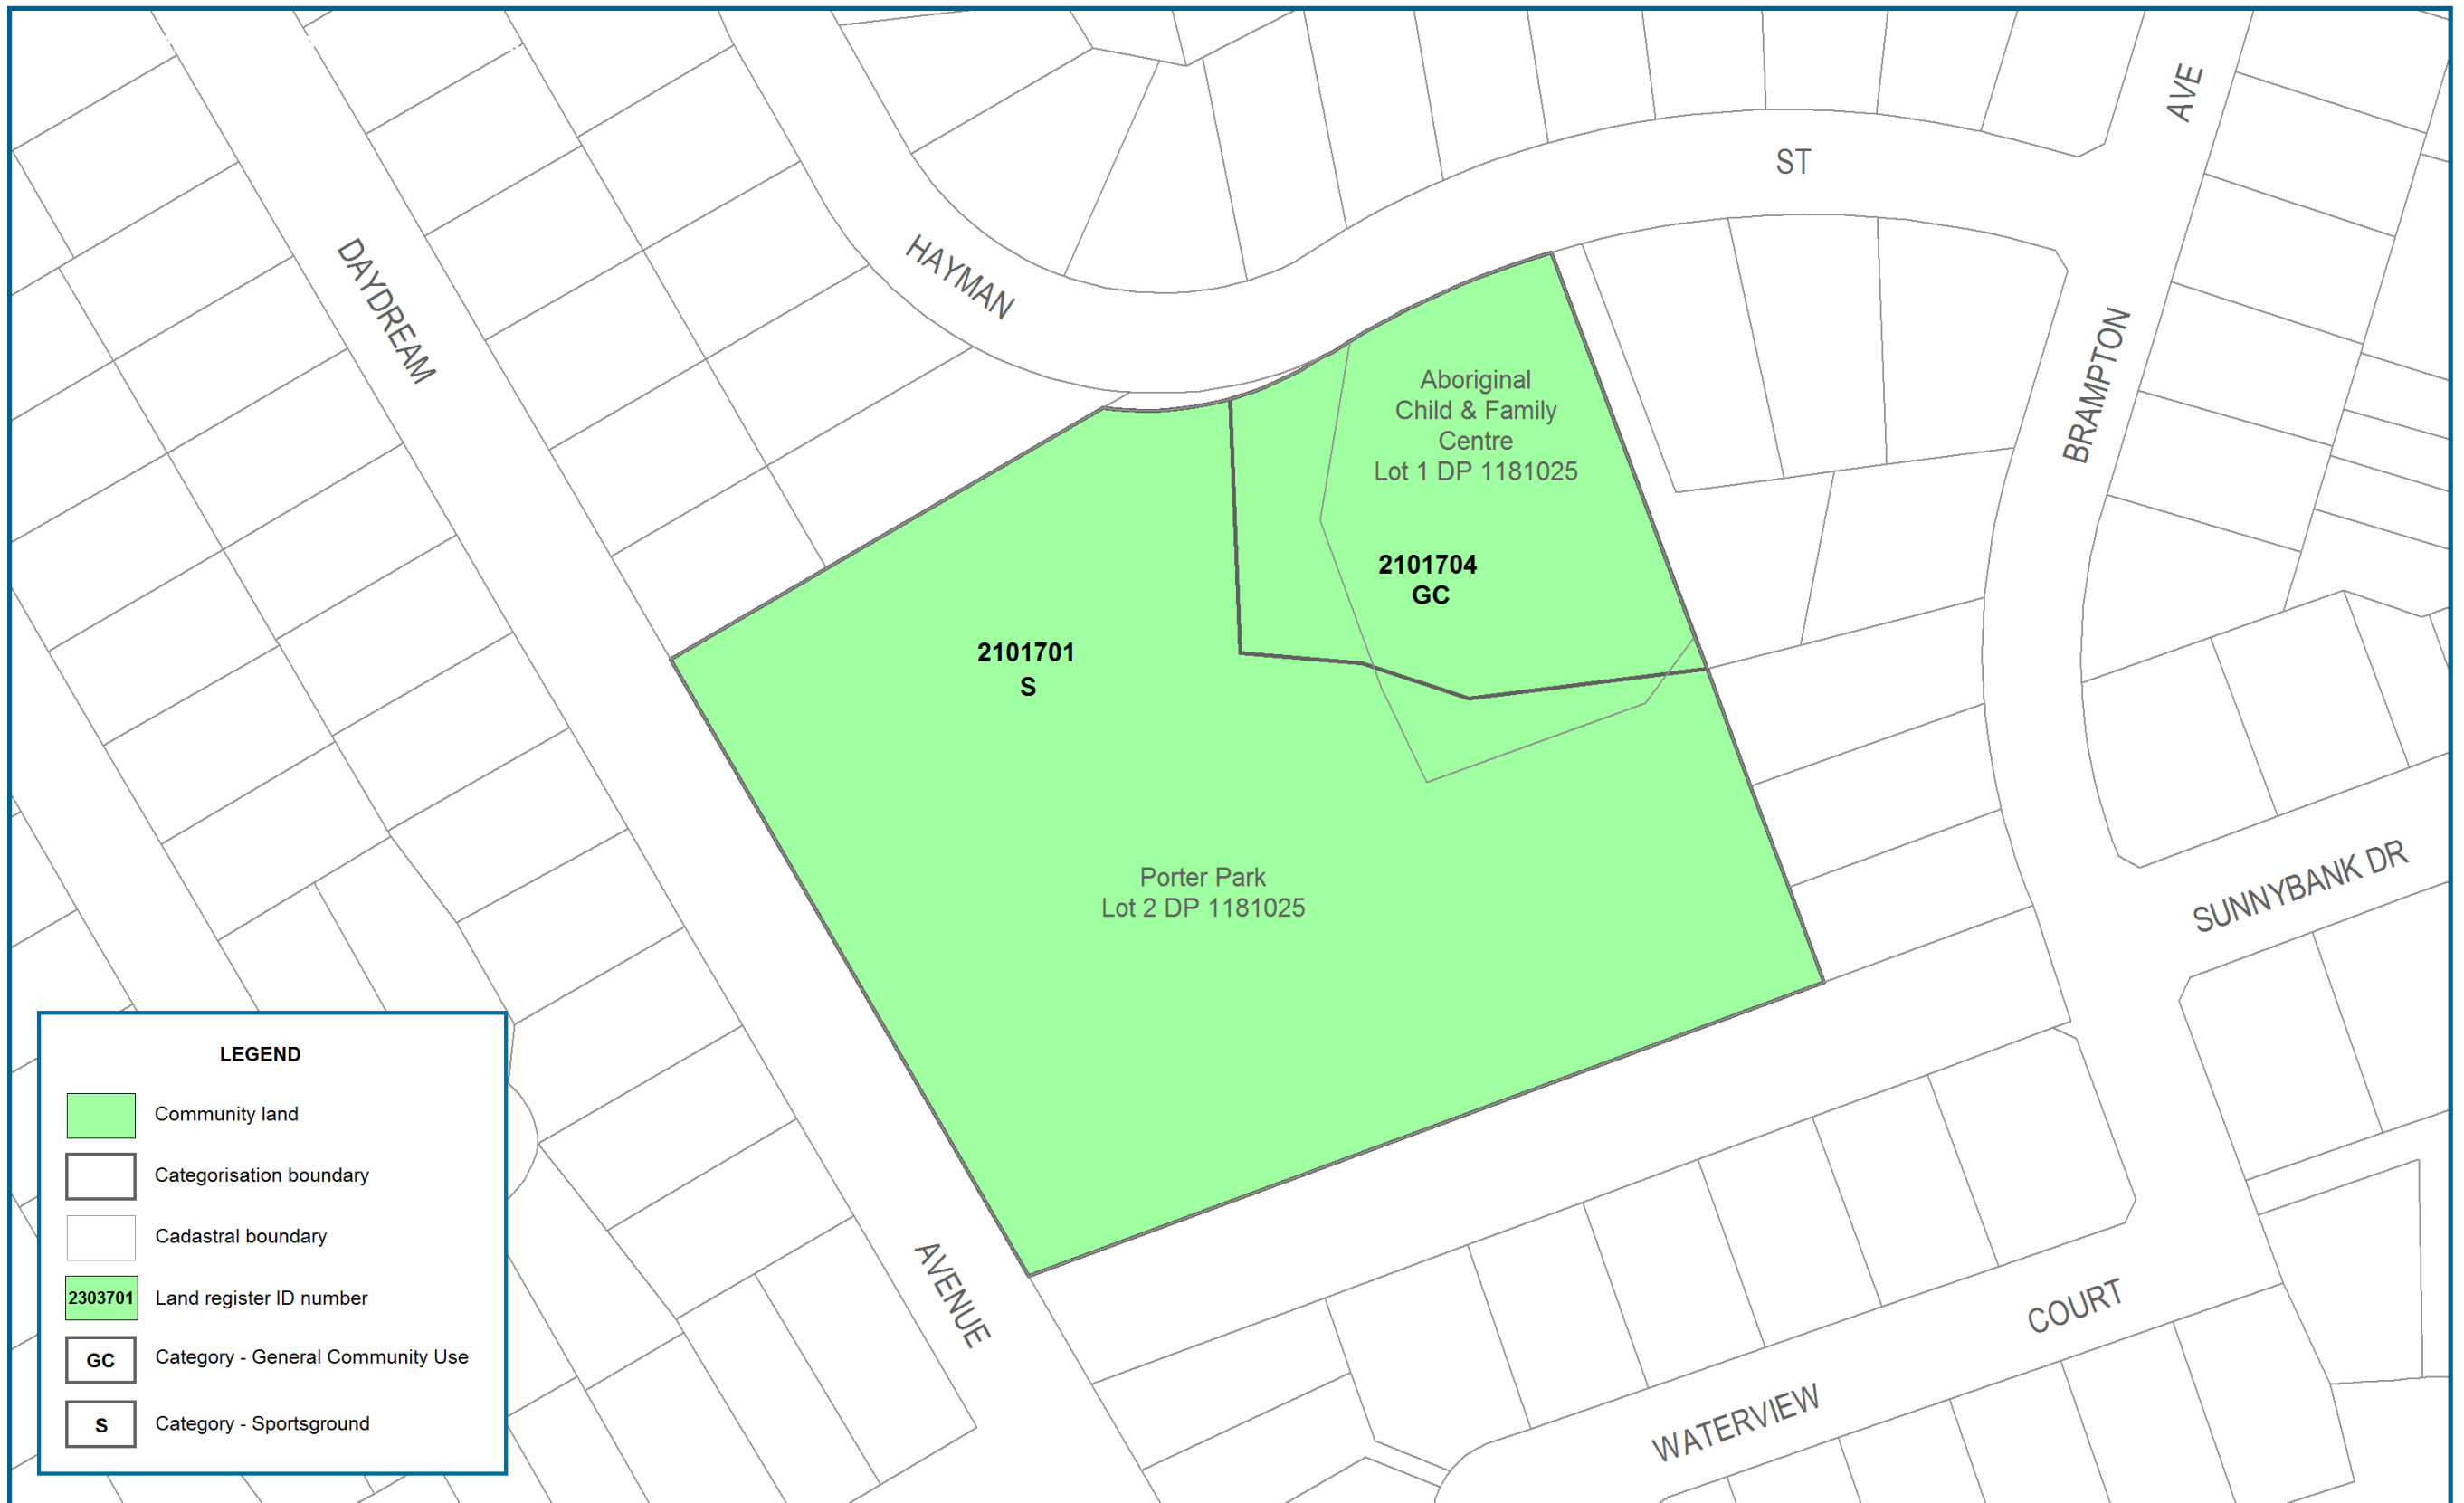 AVE
ST
HAYMAN
DAYDREAM
BRAMPTON
Aboriginal
Child & Family
Centre
Lot 1 DP 1181025
2101704
GC
2101701
S
Porter Park
Lot 2 DP 1181025
SUNNYBANK DR
AVENUE
COURT
WATERVIEW
LEGEND
Community land
Categorisation boundary
Cadastral boundary
2303701 Land register ID number
GC Category - General Community Use
S Category - Sportsground